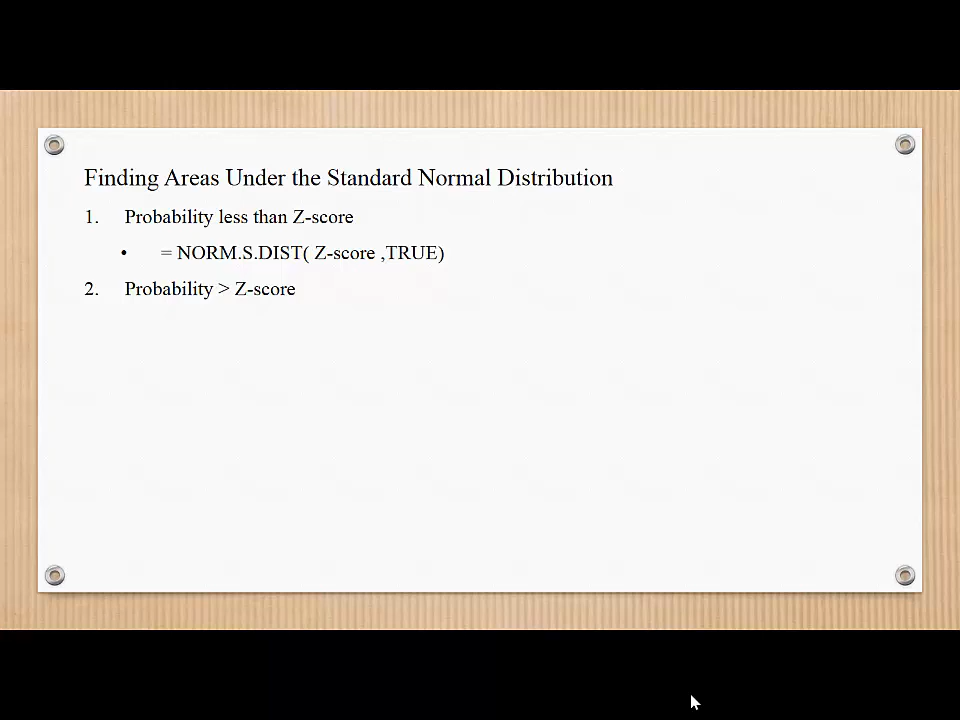 Finding Areas Under the Standard Normal Distribution
1. Probability less than Z-score
• = NORM.S.DIST( Z-score ,TRUE)
2. Probability > Z-score